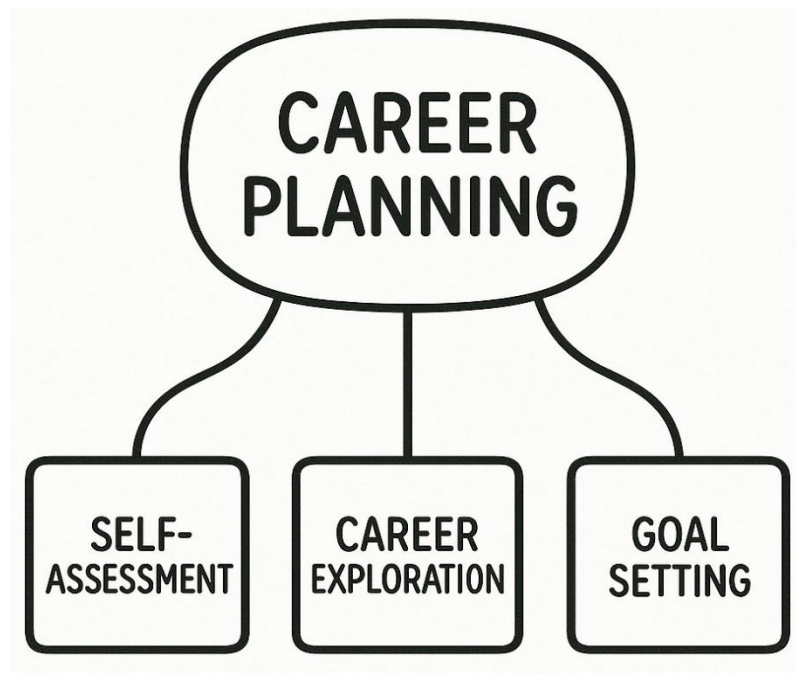 CAREER
PLANNING
SELF-
ASSESSMENT
CAREER
EXPLORATION
GOAL
SETTING